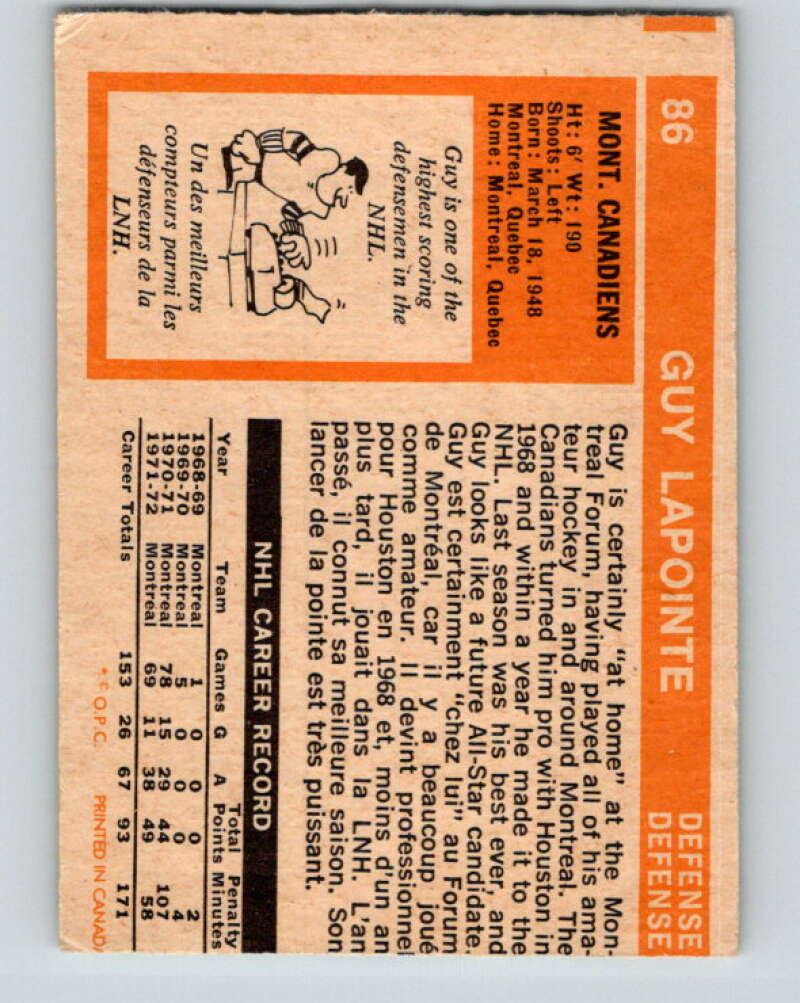 86 GUY LAPOINTE DEFENSE
DEFENSE
MONT. CANADIENS
Ht: 6' Wt: 190
Shoots: Left
Born: March 18, 1948
Montreal, Quebec
Home: Montreal, Quebec
Guy is one of the
highest scoring
defensemen in the
NHL.
Un des meilleurs
compteurs parmi les
défenseurs de la
LNH.
Guy is certainly "at home" at the Mon-
treal Forum, having played all of his ama-
teur hockey in and around Montreal. The
Canadians turned him pro with Houston in
1968 and within a year he made it to the
NHL. Last season was his best ever, and
Guy looks like a future All-Star candidate.
Guy est certainment "chez lui" au Forum
de Montréal, car il y a beaucoup joué
comme amateur. Il devint professionnel
pour Houston en 1968 et, moins d'un an
plus tard, il jouait dans la LNH. L'an
passé, il connut sa meilleure saison. Son
lancer de la pointe est très puissant.
NHL CAREER RECORD
Total Penalty
Year Team Games G A Points Minutes
1968-69 Montreal 1 0 0 0 2
1969-70 Montreal 5 0 0 0 4
1970-71 Montreal 78 15 29 44 107
1971-72 Montreal 69 11 38 49 58
Career Totals 153 26 67 93 171
* © O.P.C. PRINTED IN CANADA